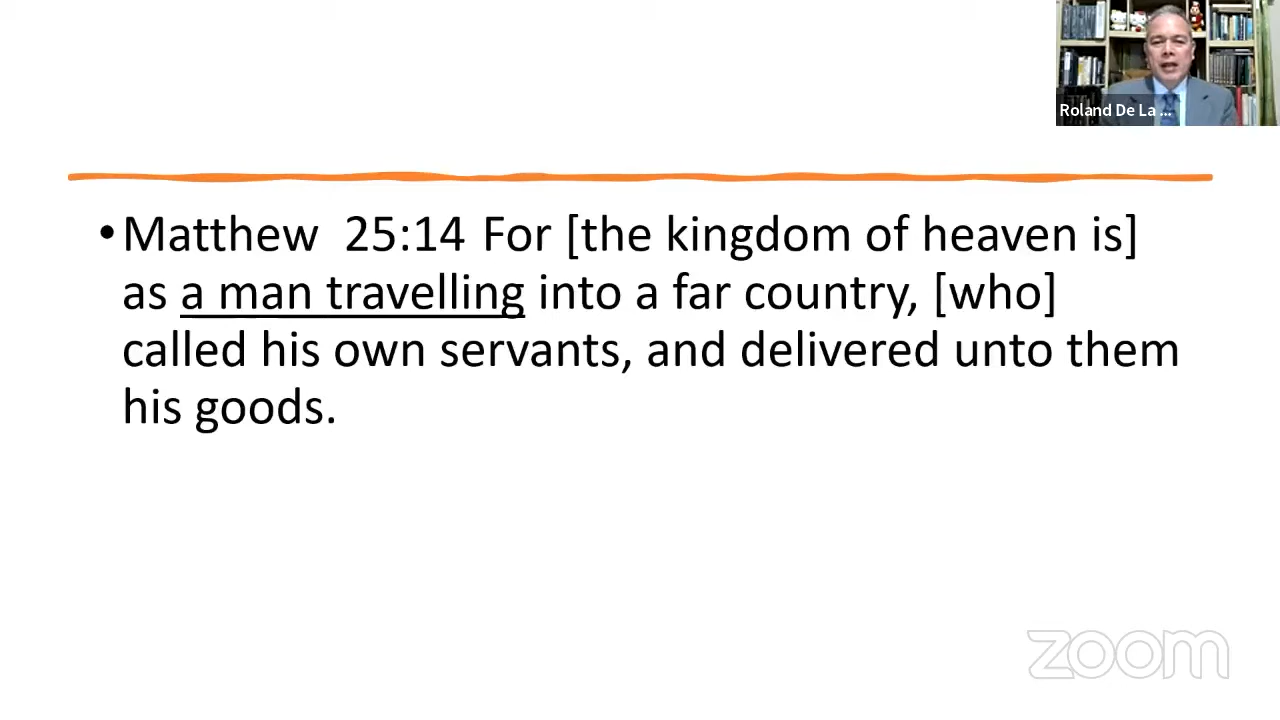 Roland De La ...
•Matthew 25:14 For [the kingdom of heaven is]
as a man travelling into a far country, [who]
called his own servants, and delivered unto them
his goods.
zoom